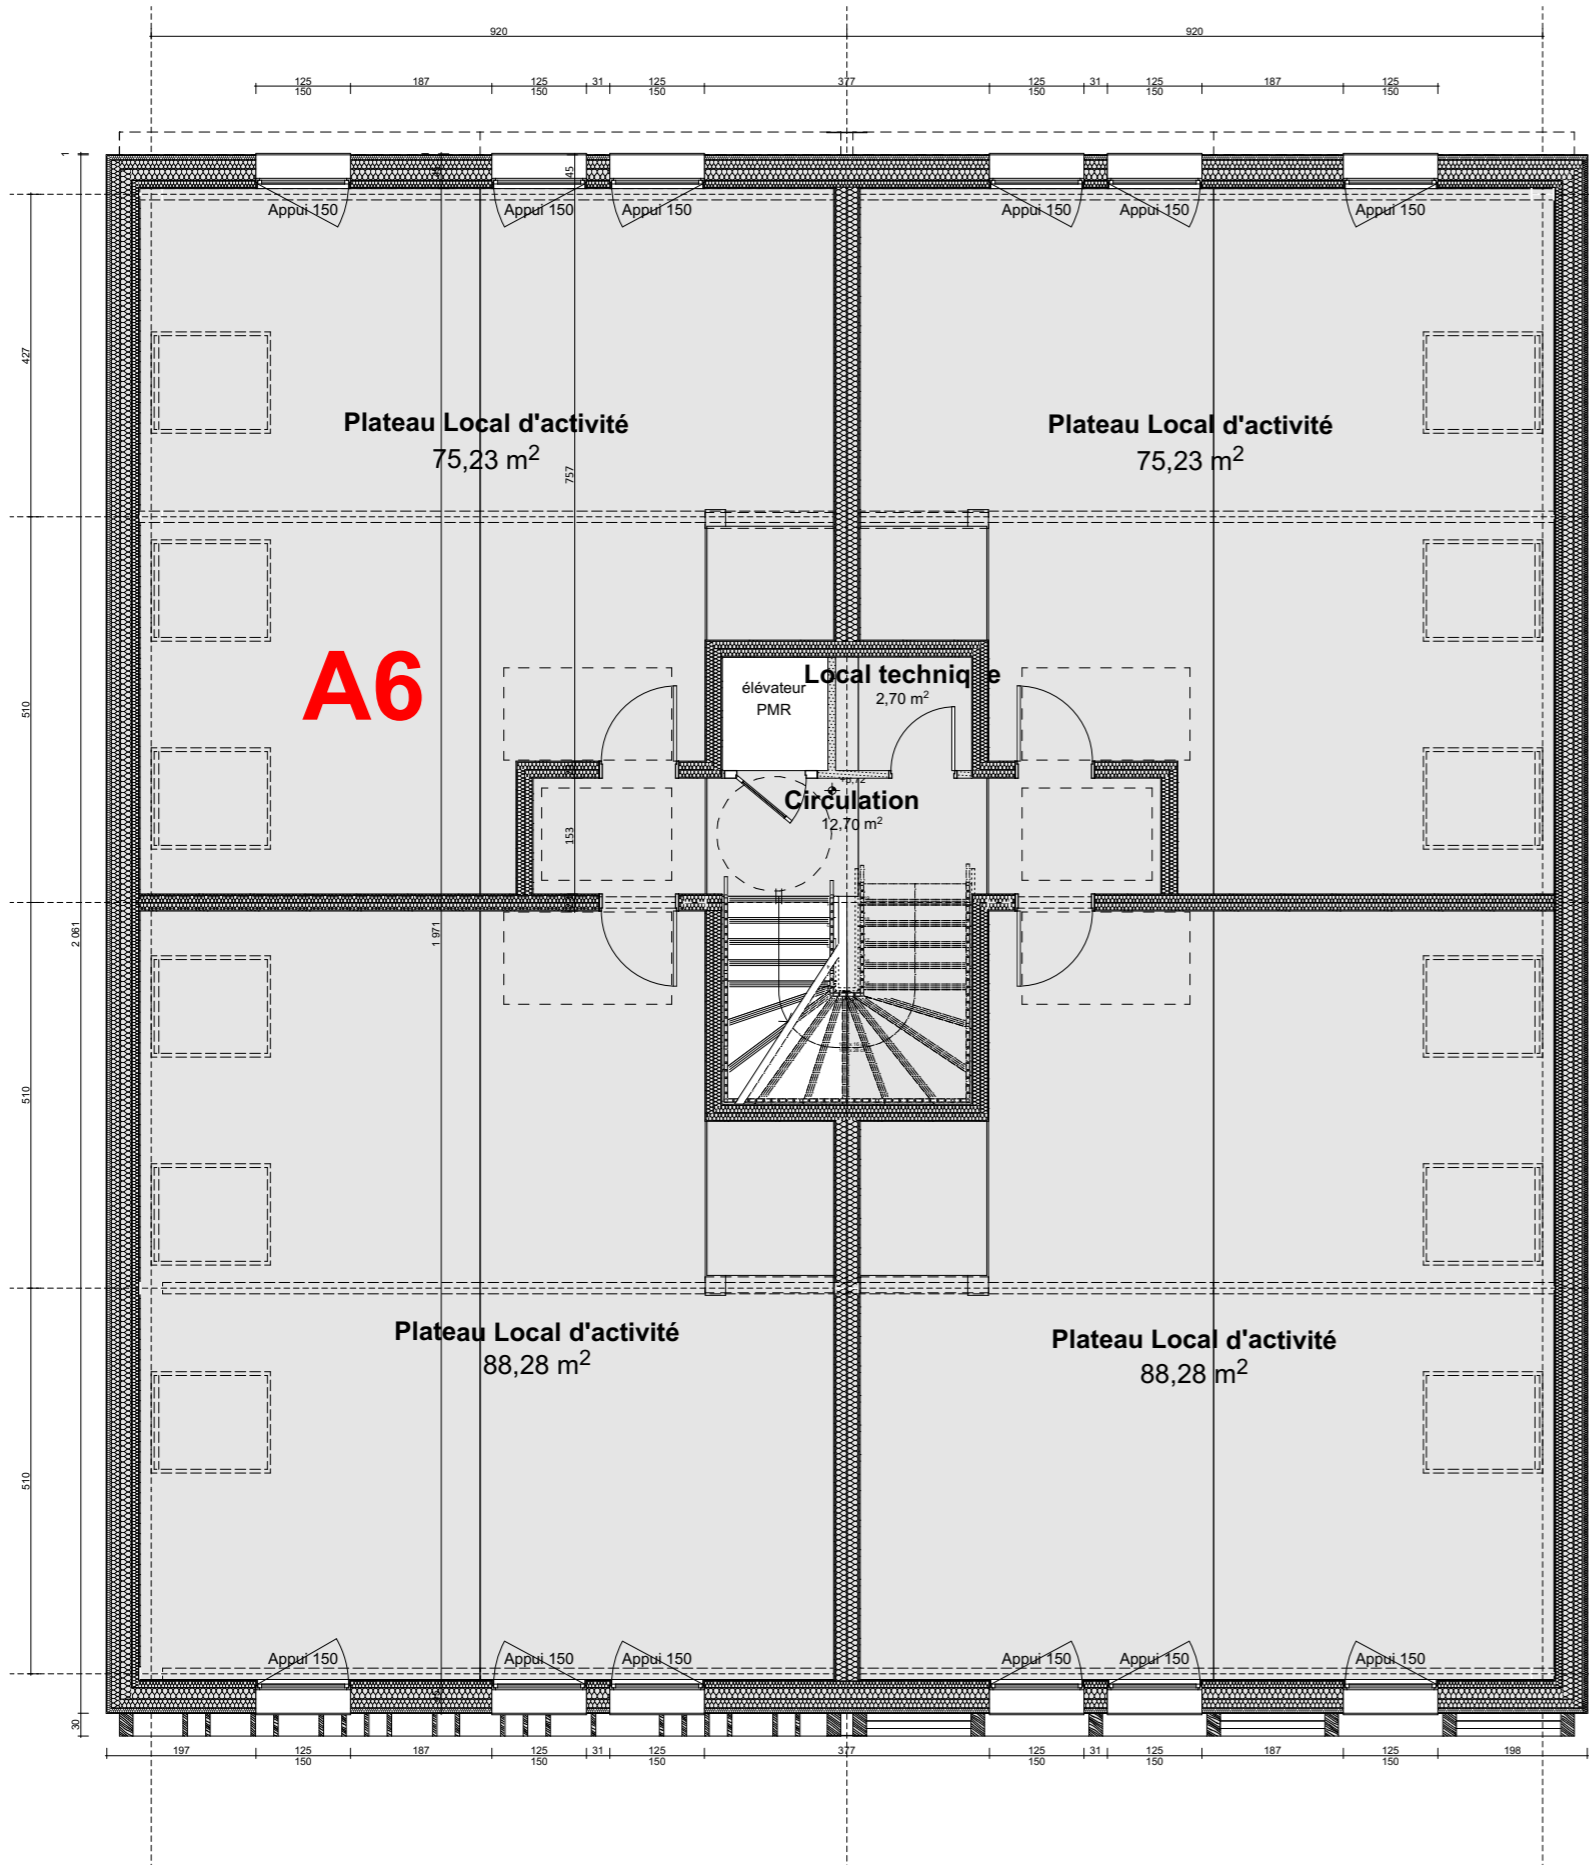 920 920
125 187 125 31 125 377 125 31 125 187 125
150 150 150 150 150 150
1
45
Appui 150 Appui 150 Appui 150 Appui 150 Appui 150 Appui 150
427
Plateau Local d'activité
75,23 m²
Plateau Local d'activité
75,23 m²
757
A6
510
élévateur
PMR
Local technique
2,70 m²
Circulation
12,70 m²
153
2 061
1 971
510
Plateau Local d'activité
88,28 m²
Plateau Local d'activité
88,28 m²
510
Appui 150 Appui 150 Appui 150 Appui 150 Appui 150 Appui 150
30
197 125 187 125 31 125 377 125 31 125 187 125 198
150 150 150 150 150 150